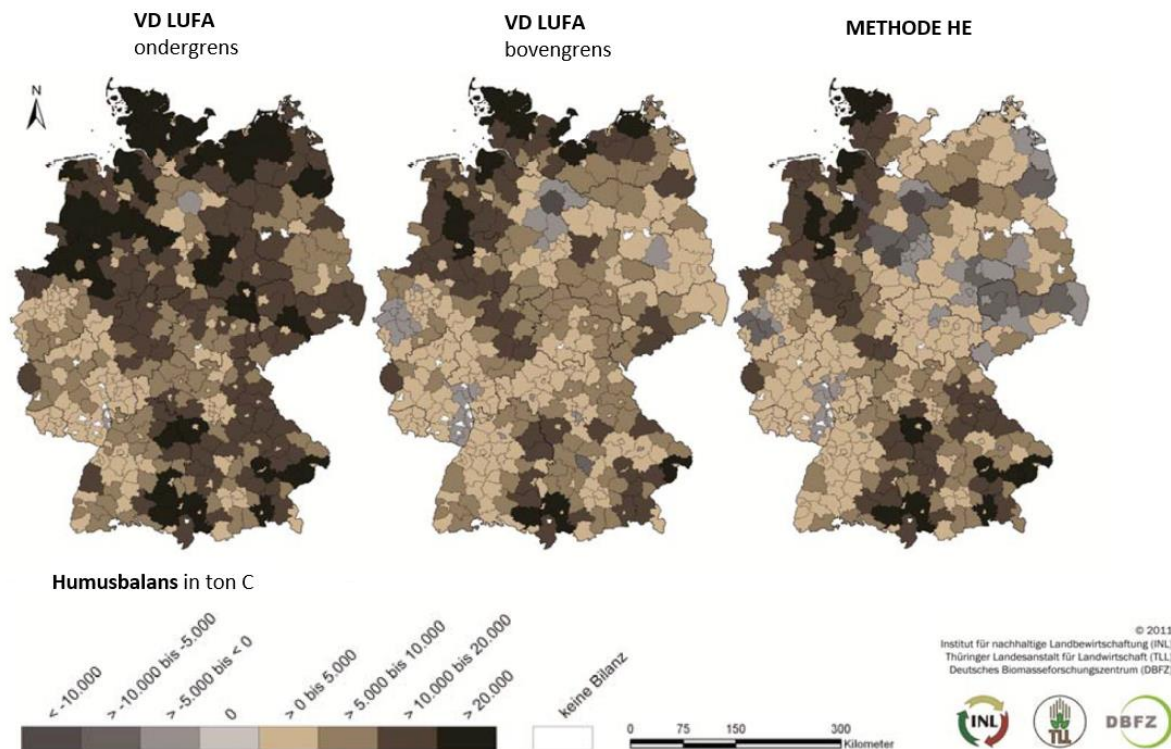 VD LUFA
ondergrens
VD LUFA
bovengrens
METHODE HE
N
Humusbalans in ton C
< -10.000
> -10.000 bis -5.000
> -5.000 bis < 0
0
> 0 bis 5.000
> 5.000 bis 10.000
> 10.000 bis 20.000
> 20.000
keine Bilanz
0 75 150 300
Kilometer
© 2011
Institut für nachhaltige Landbewirtschaftung (INL)
Thüringer Landesanstalt für Landwirtschaft (TLL)
Deutsches Biomasseforschungszentrum (DBFZ)
INL
TLL
DBFZ